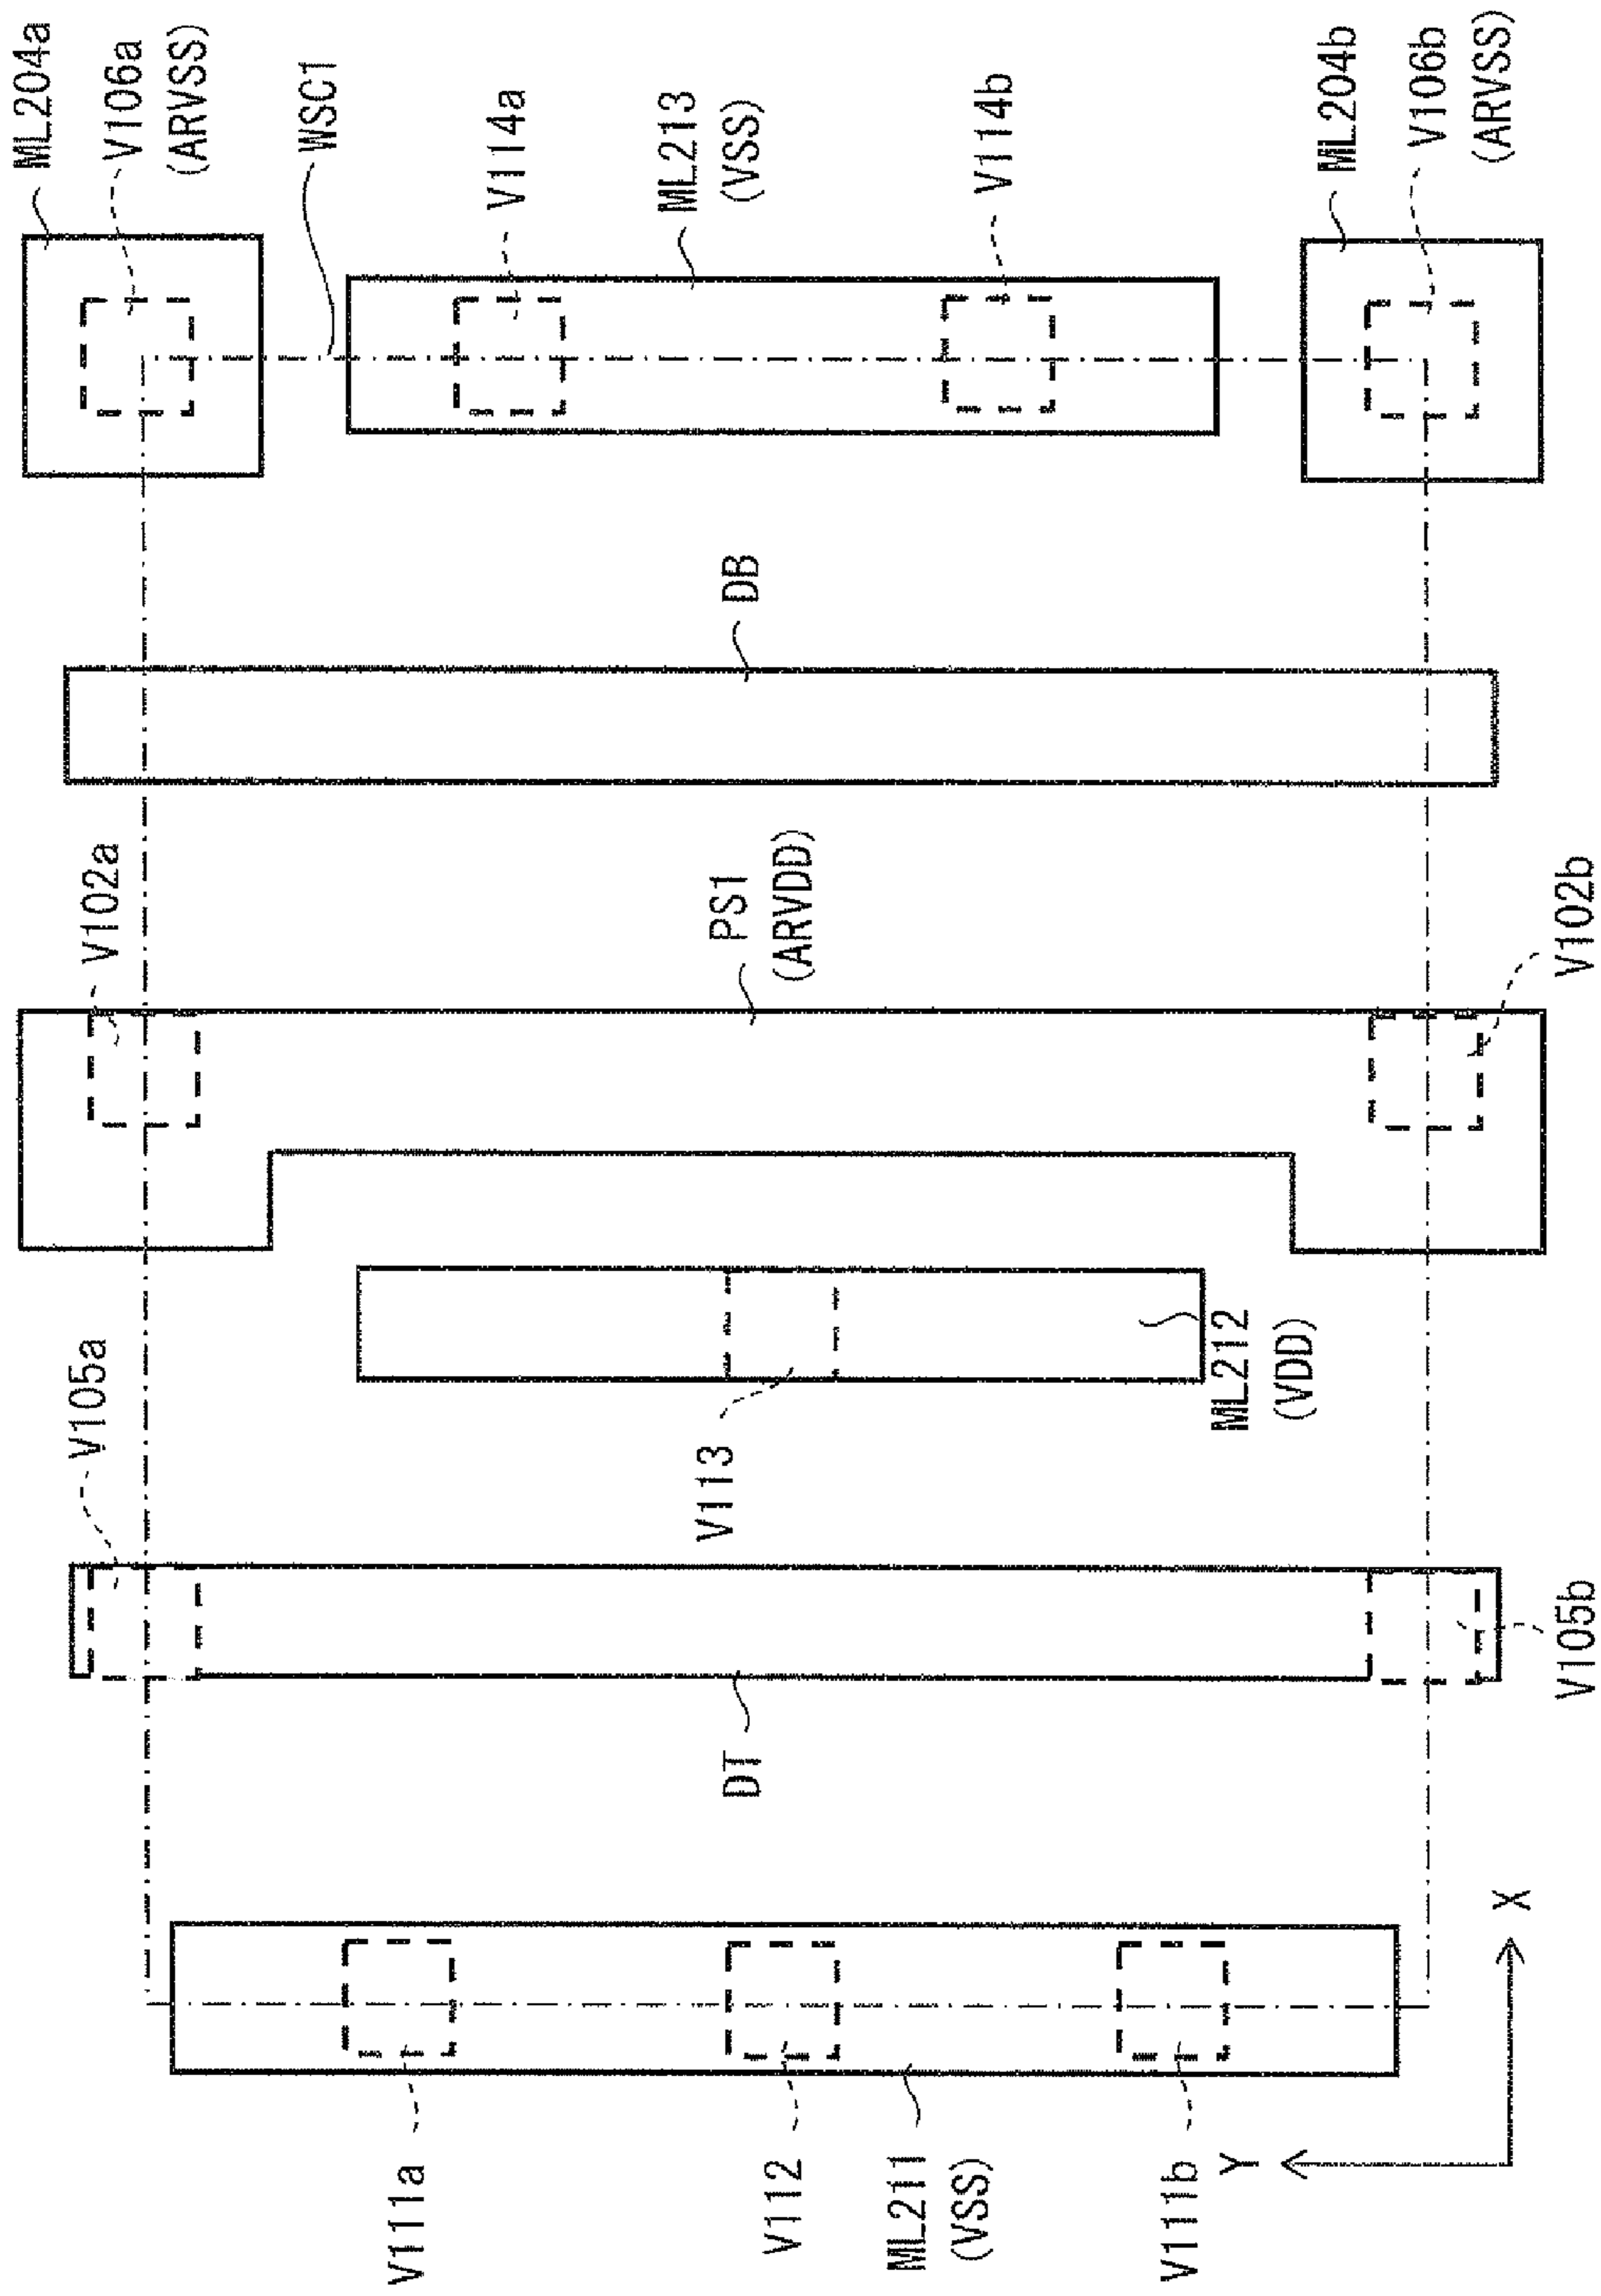 ML204a
V106a
(ARVSS)
WSC1
V114a
ML213
(VSS)
V114b
ML204b
V106b
(ARVSS)
DB
V102a
PS1
(ARVDD)
V102b
V105a
V113
ML212
(VDD)
DT
V105b
V111a
V112
ML211
(VSS)
V111b
Y
X